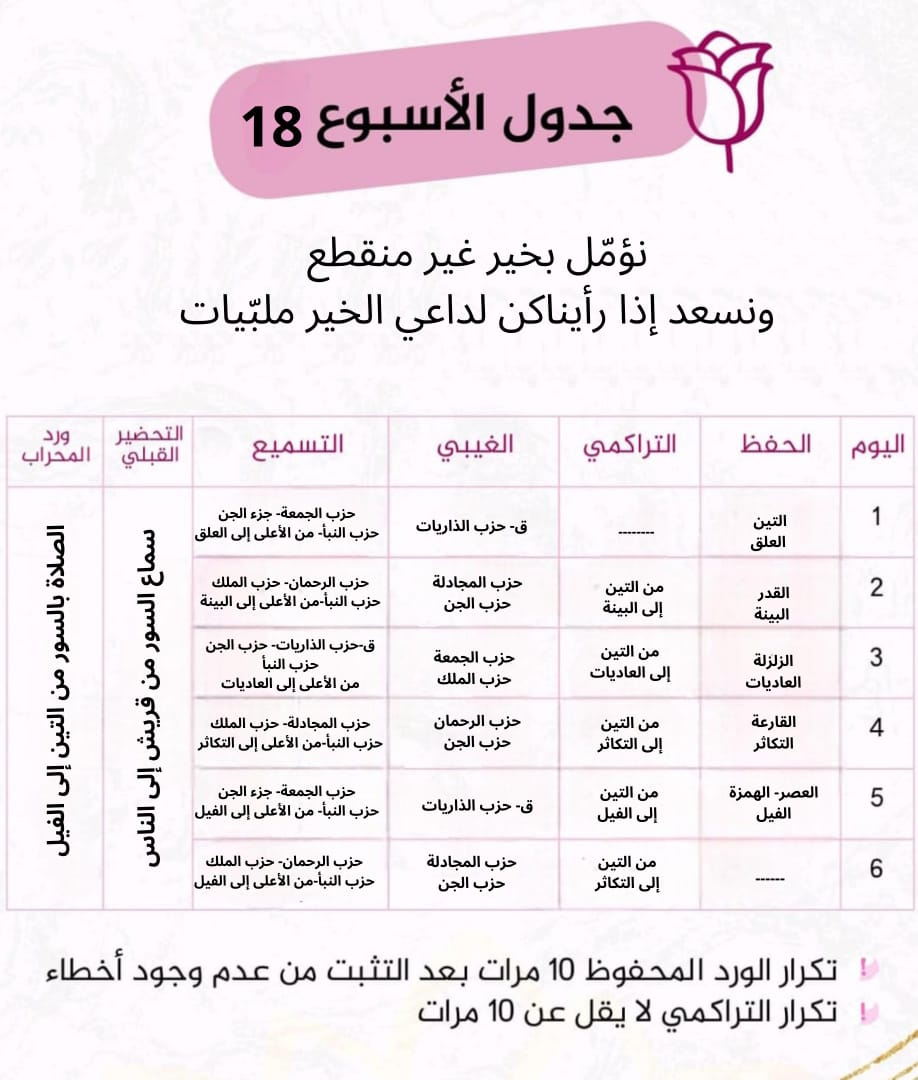 جدول الأسبوع 18
نؤمّل بخير غير منقطع
ونسعد إذا رأيناكن لداعي الخير ملبّيات
اليوم
الحفظ
التراكمي
الغيبي
التسميع
التحضير
القبلي
ورد
المحراب
1
التين
العلق
--------
ق- حزب الذاريات
حزب الجمعة- جزء الجن
حزب النبأ- من الأعلى إلى العلق
2
القدر
البينة
من التين
إلى البينة
حزب المجادلة
حزب الجن
حزب الرحمان- حزب الملك
حزب النبأ-من الأعلى إلى البينة
3
الزلزلة
العاديات
من التين
إلى العاديات
حزب الجمعة
حزب الملك
ق-حزب الذاريات- حزب الجن
حزب النبأ
من الأعلى إلى العاديات
4
القارعة
التكاثر
من التين
إلى التكاثر
حزب الرحمان
حزب الجن
حزب المجادلة- حزب الملك
حزب النبأ-من الأعلى إلى التكاثر
5
العصر- الهمزة
الفيل
من التين
إلى الفيل
ق- حزب الذاريات
حزب الجمعة- جزء الجن
حزب النبأ- من الأعلى إلى الفيل
6
------
من التين
إلى التكاثر
حزب المجادلة
حزب الجن
حزب الرحمان- حزب الملك
حزب النبأ-من الأعلى إلى الفيل
سماع السور من قريش إلى الناس
الصلاة بالسور من التين إلى الفيل
! تكرار الورد المحفوظ 10 مرات بعد التثبت من عدم وجود أخطاء
! تكرار التراكمي لا يقل عن 10 مرات